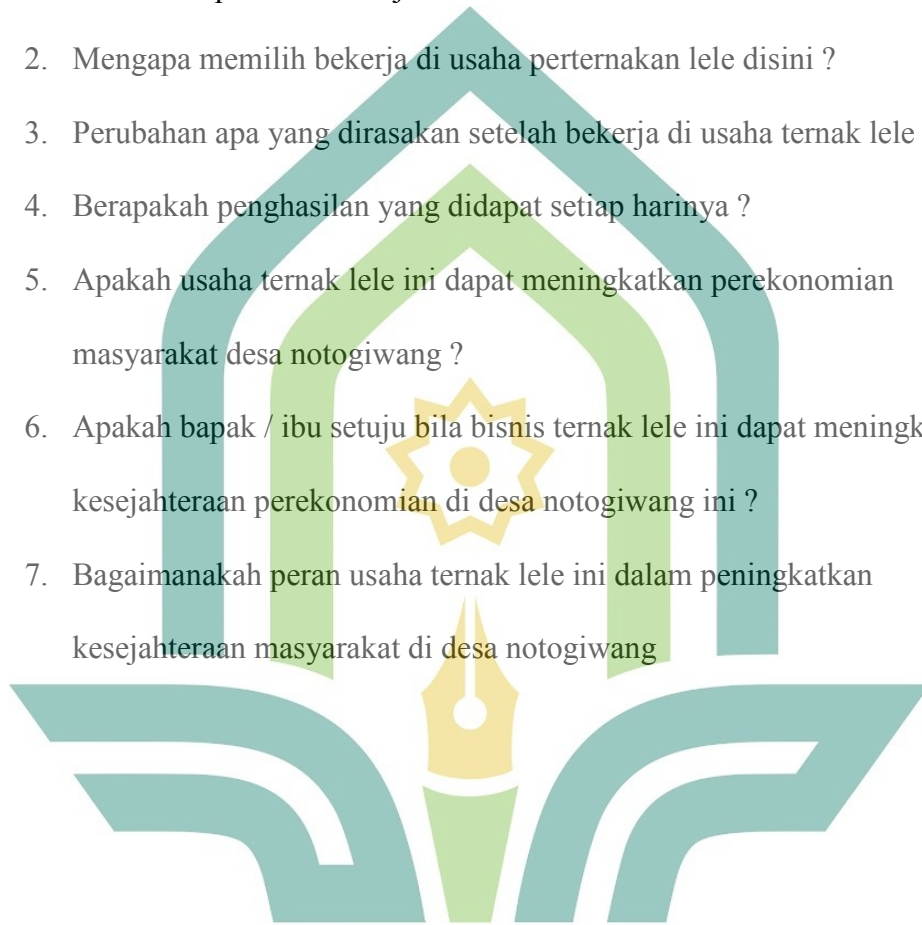 2. Mengapa memilih bekerja di usaha perternakan lele disini ?
3. Perubahan apa yang dirasakan setelah bekerja di usaha ternak lele
4. Berapakah penghasilan yang didapat setiap harinya ?
5. Apakah usaha ternak lele ini dapat meningkatkan perekonomian
masyarakat desa notogiwang ?
6. Apakah bapak / ibu setuju bila bisnis ternak lele ini dapat meningk
kesejahteraan perekonomian di desa notogiwang ini ?
7. Bagaimanakah peran usaha ternak lele ini dalam peningkatkan
kesejahteraan masyarakat di desa notogiwang